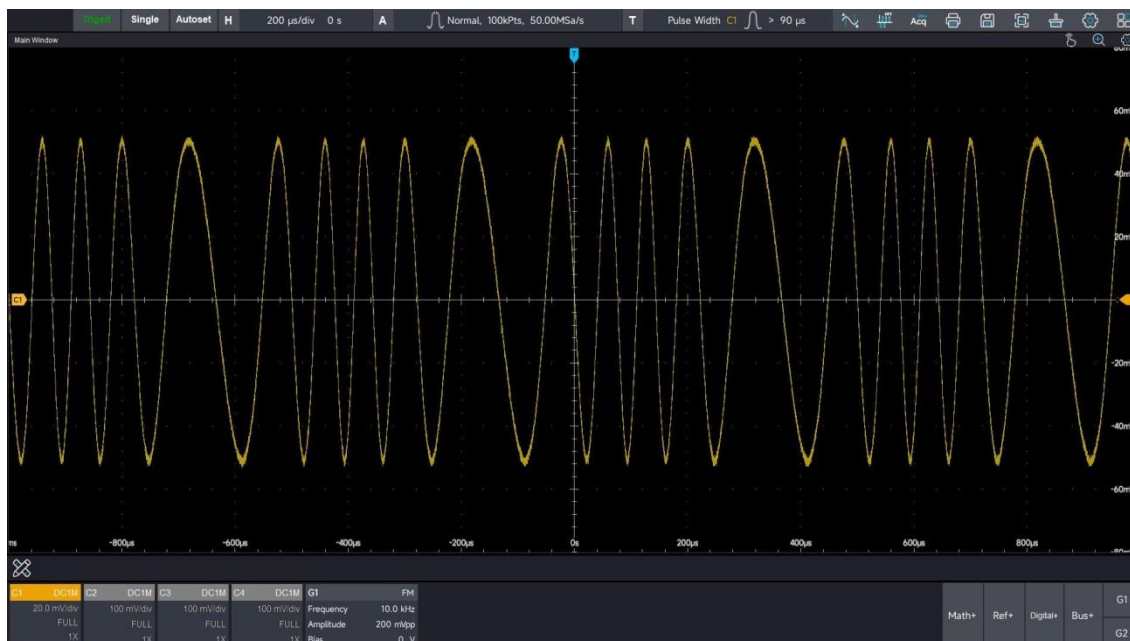 Triged Single Autoset H 200 μs/div 0 s A Normal, 100kPts, 50.00MSa/s T Pulse Width C1 > 90 μs Acq
Main Window
T
60m
40m
20m
C1
-20m
-40m
-60m
-800μs -600μs -400μs -200μs 0s 200μs 400μs 600μs 800μs
C1 DC1M C2 DC1M C3 DC1M C4 DC1M G1 FM
20.0 mV/div 100 mV/div 100 mV/div 100 mV/div Frequency 10.0 kHz
FULL FULL FULL FULL Amplitude 200 mVpp
1X 1X 1X 1X Bias 0 V
Math+ Ref+ Digital+ Bus+ G1
G2